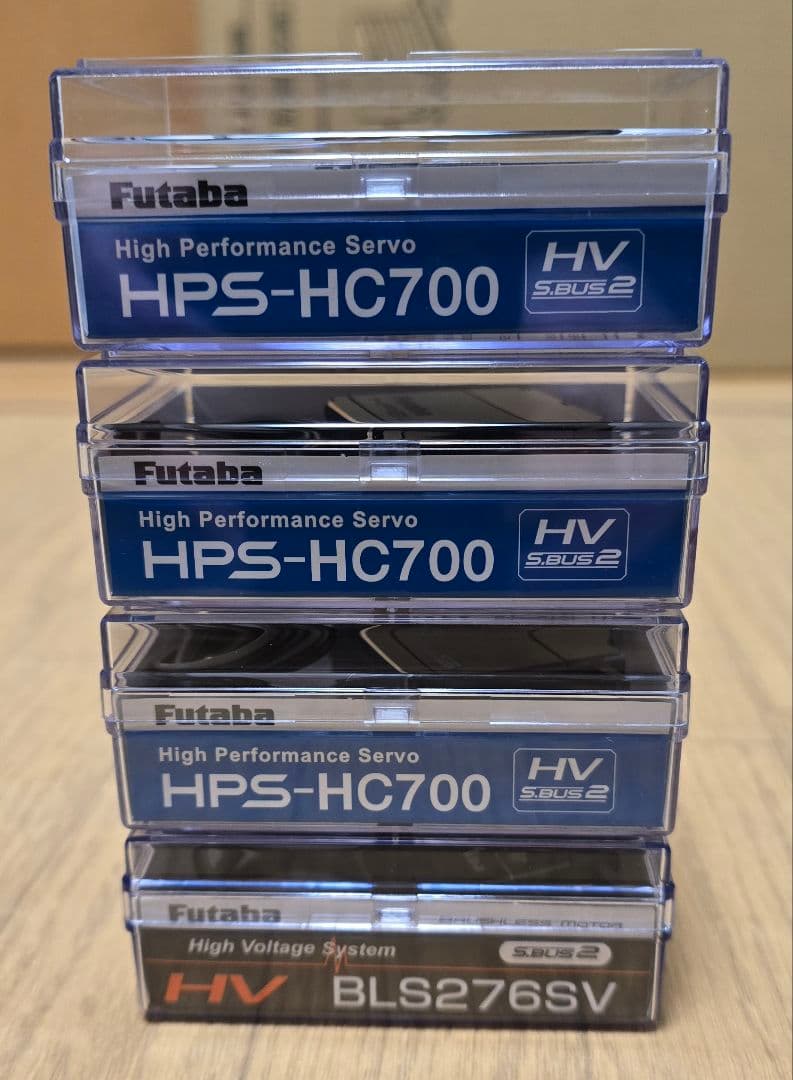 Futaba
High Performance Servo
HPS-HC700
HV
S.BUS2
Futaba
High Performance Servo
HPS-HC700
HV
S.BUS2
Futaba
High Performance Servo
HPS-HC700
HV
S.BUS2
Futaba
BRUSHLESS MOTOR
High Voltage System
S.BUS2
HV BLS276SV